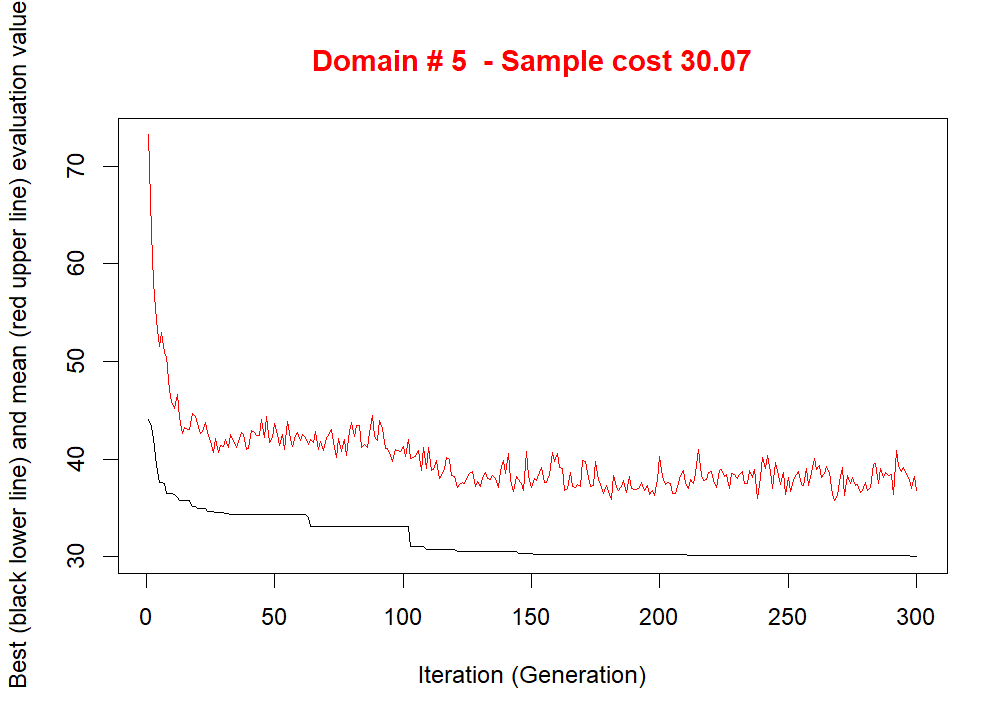 Domain # 5  - Sample cost 30.07
Best (black lower line) and mean (red upper line) evaluation value
70
60
50
40
30
0 50 100 150 200 250 300
Iteration (Generation)